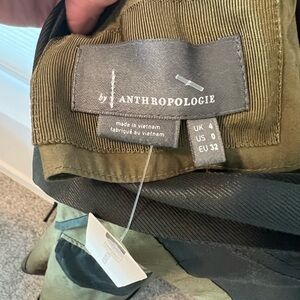 by ANTHROPOLOGIE
made in vietnam
fabriqué au vietnam
UK 4
US 0
EU 32